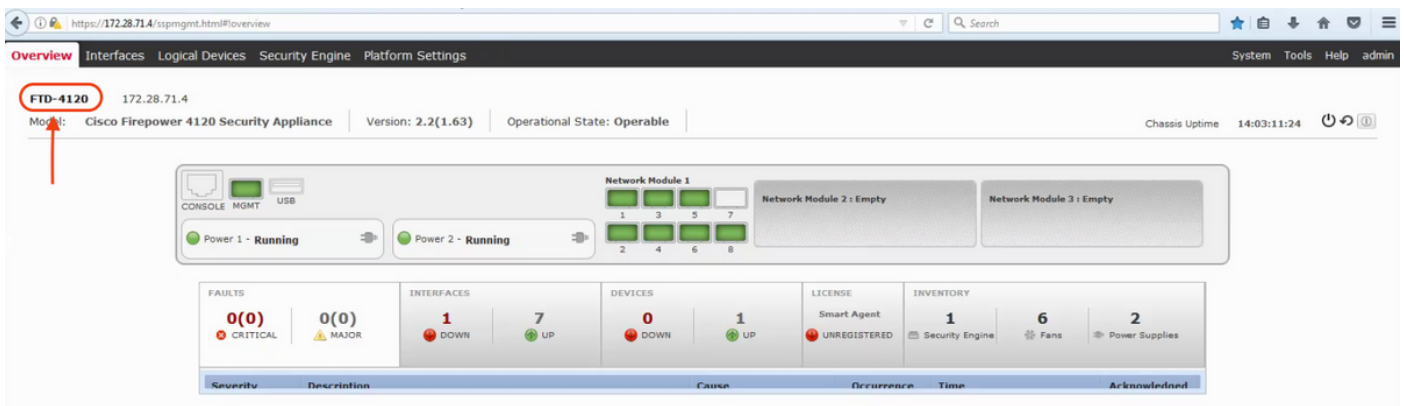 https://172.28.71.4/sspmgmt.html#!overview Search
Overview Interfaces Logical Devices Security Engine Platform Settings System Tools Help admin
FTD-4120 172.28.71.4
Model: Cisco Firepower 4120 Security Appliance Version: 2.2(1.63) Operational State: Operable Chassis Uptime 14:03:11:24
Network Module 1
CONSOLE MGMT USB
1 3 5 7
Network Module 2 : Empty Network Module 3 : Empty
Power 1 - Running Power 2 - Running
2 4 6 8
FAULTS INTERFACES DEVICES LICENSE INVENTORY
0(0) 0(0) 1 7 0 1 Smart Agent 1 6 2
CRITICAL MAJOR DOWN UP DOWN UP UNREGISTERED Security Engine Fans Power Supplies
Severity Description Cause Occurrence Time Acknowledged